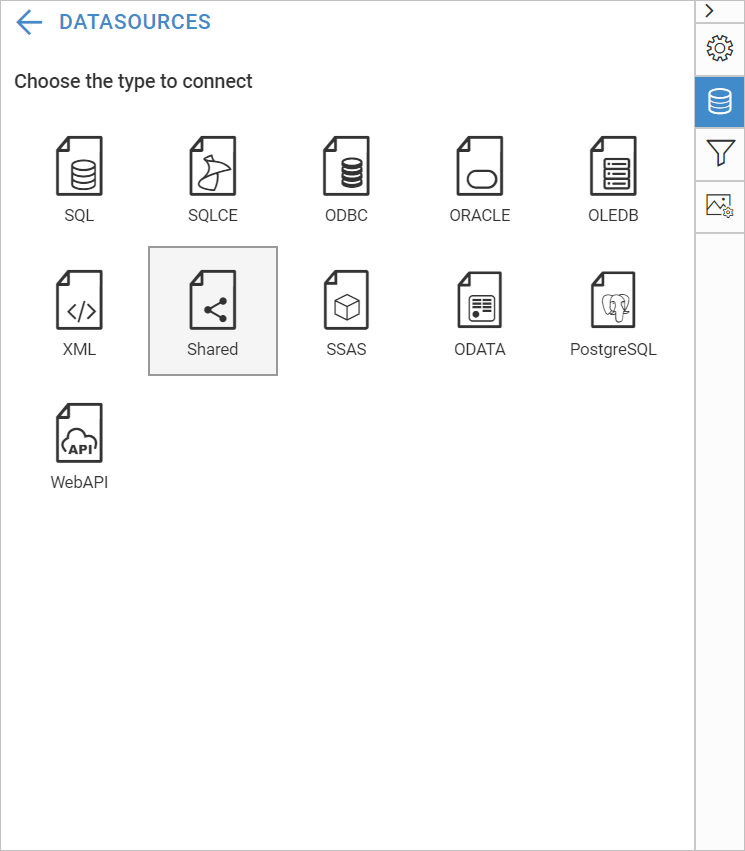 DATASOURCES
Choose the type to connect
SQL
SQLCE
ODBC
ORACLE
OLEDB
XML
Shared
SSAS
ODATA
PostgreSQL
API
WebAPI